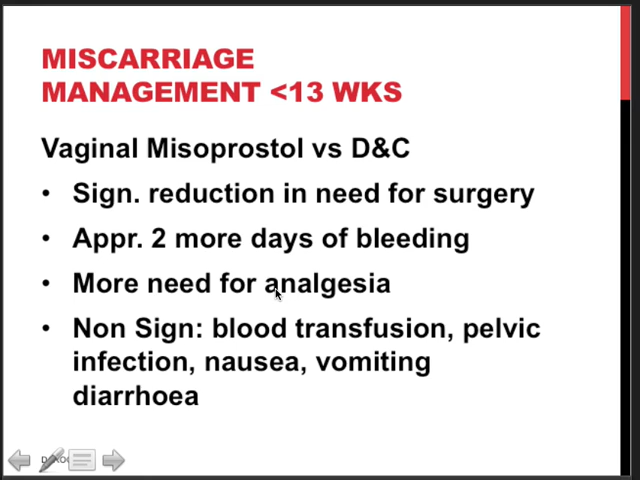 MISCARRIAGE
MANAGEMENT <13 WKS
Vaginal Misoprostol vs D&C
• Sign. reduction in need for surgery
• Appr. 2 more days of bleeding
• More need for analgesia
• Non Sign: blood transfusion, pelvic
infection, nausea, vomiting
diarrhoea